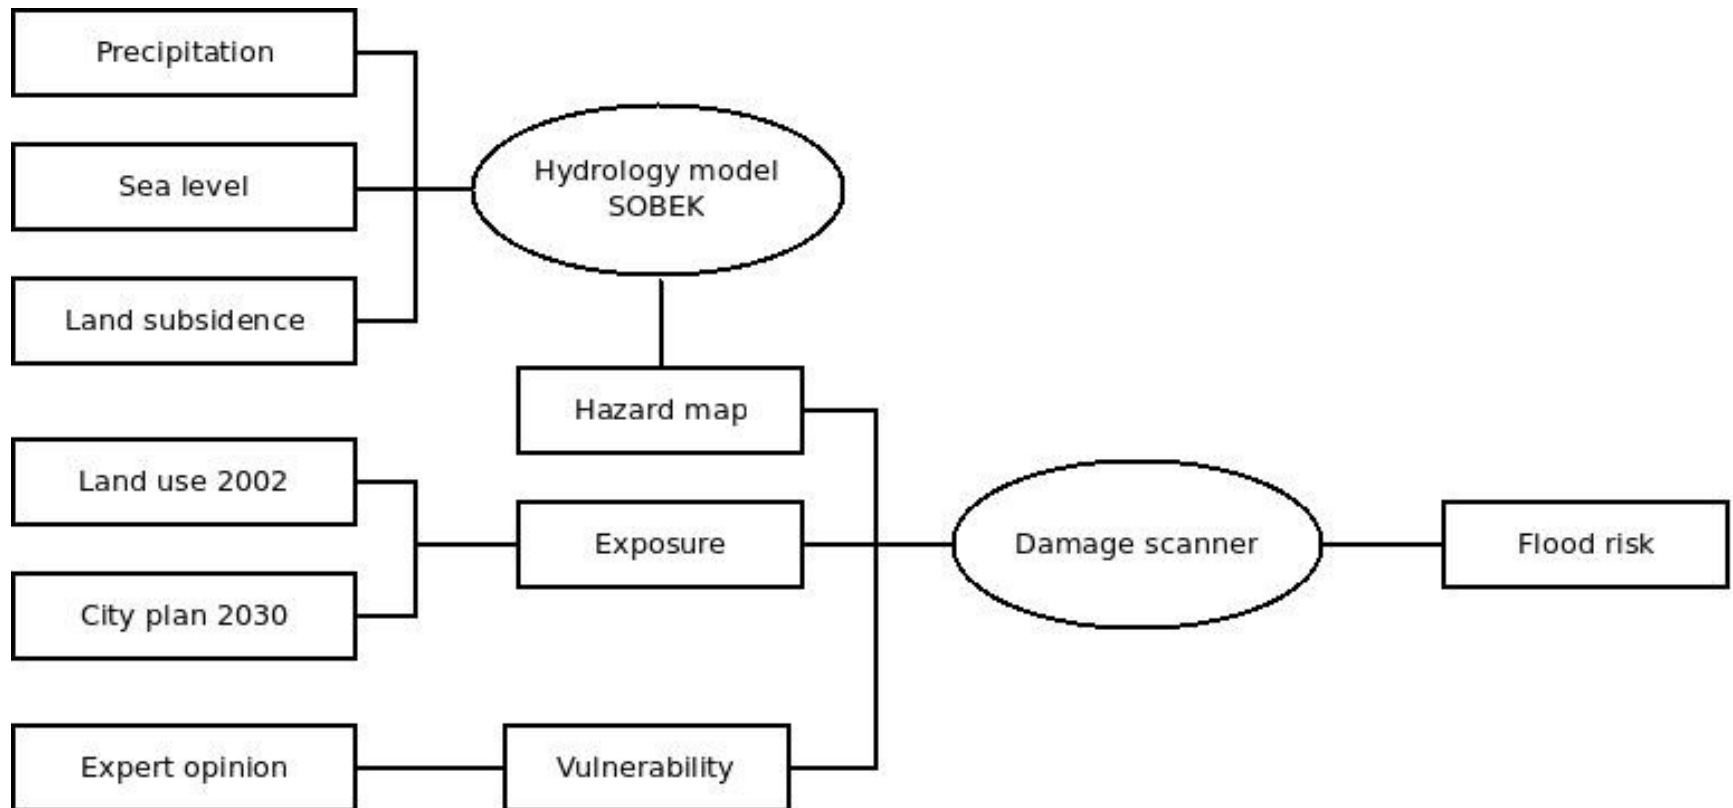 Precipitation
Sea level
Hydrology model
SOBEK
Land subsidence
Hazard map
Land use 2002
Exposure
Damage scanner
Flood risk
City plan 2030
Expert opinion
Vulnerability